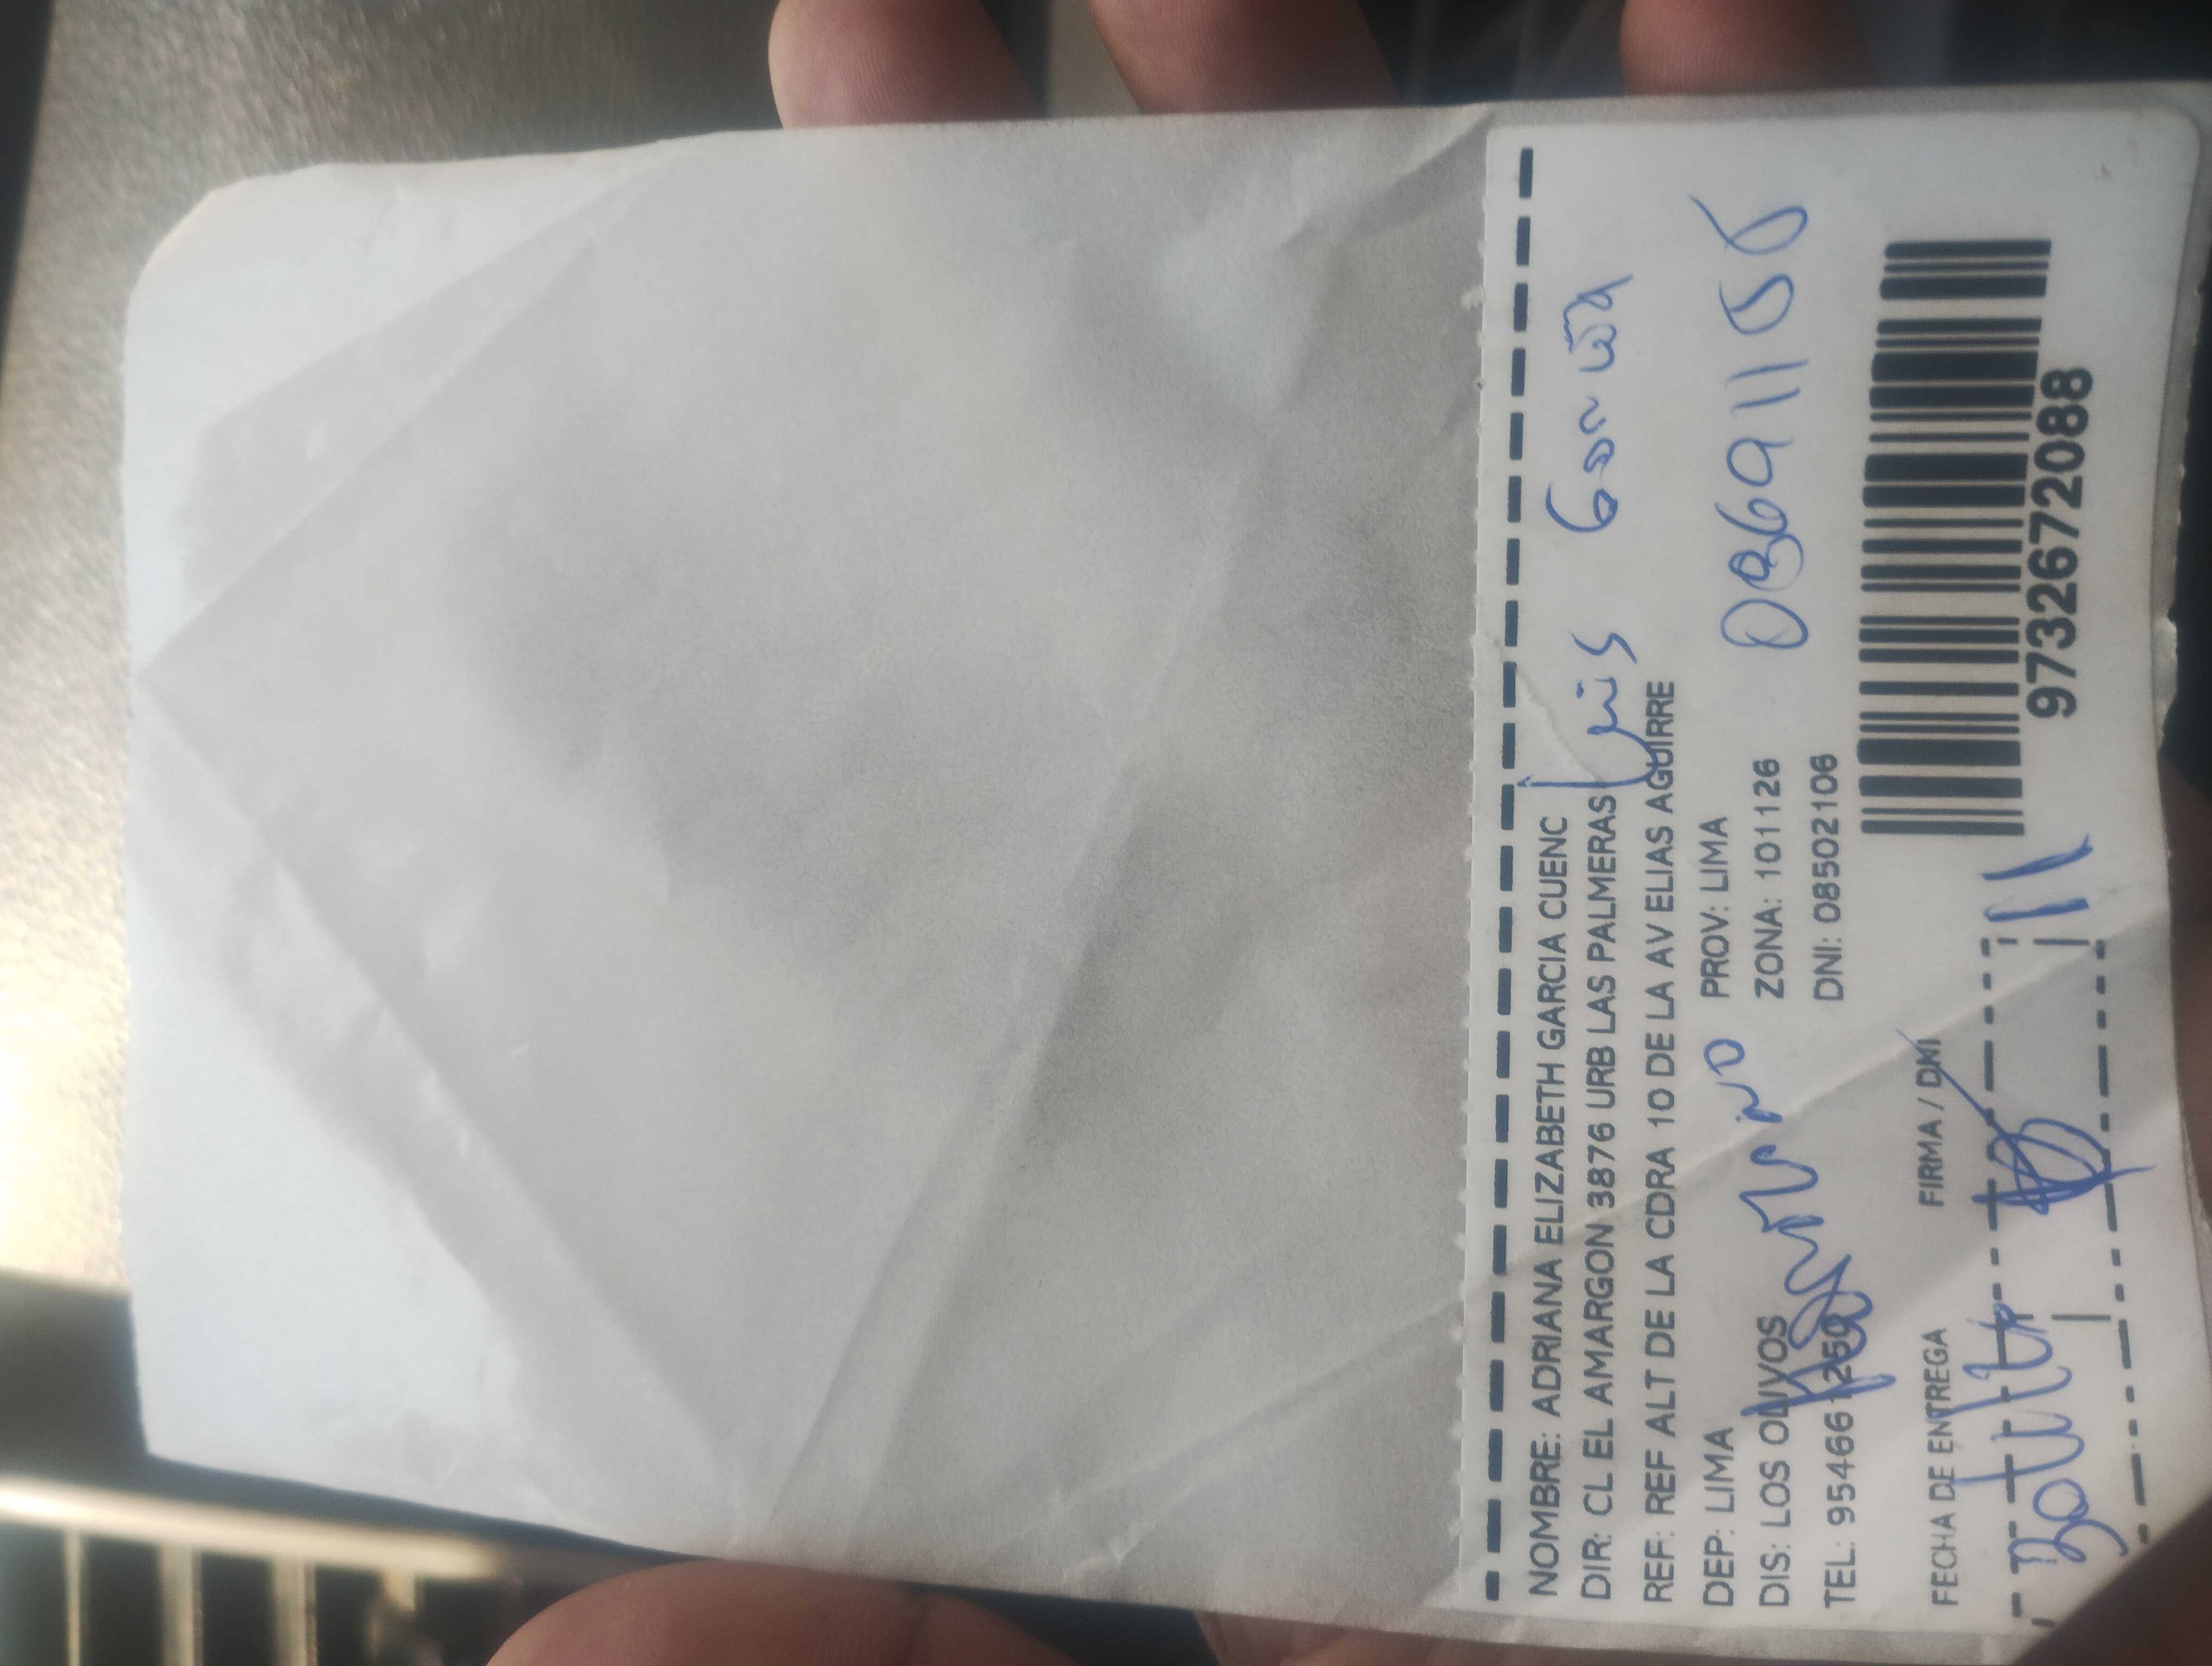 NOMBRE: ADRIANA ELIZABETH GARCIA CUENC
DIR: CL EL AMARGON 3876 URB LAS PALMERAS
Luis García
REF: REF ALT DE LA CDRA 10 DE LA AV ELIAS AGUIRRE
DEP: LIMA PROV: LIMA
DIS: LOS OLIVOS ZONA: 101126
TEL: 954661259 DNI: 08502106
FECHA DE ENTREGA FIRMA / DNI
9732672088